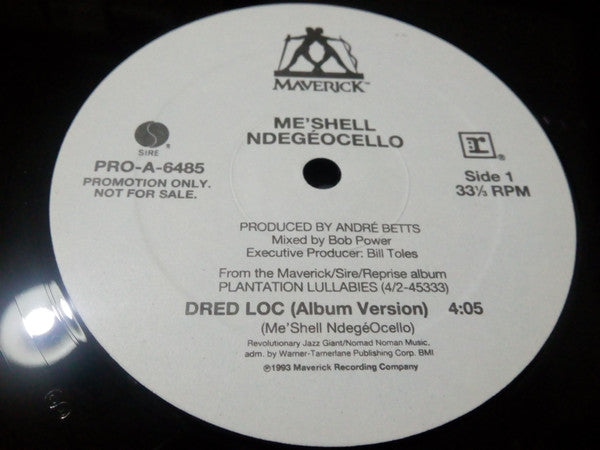 MAVERICK™
ME'SHELL
NDEGÉOCELLO
SIRE ®
PRO-A-6485
PROMOTION ONLY.
NOT FOR SALE.
r ®
Side 1
33⅓ RPM
PRODUCED BY ANDRÉ BETTS
Mixed by Bob Power
Executive Producer: Bill Toles
From the Maverick/Sire/Reprise album
PLANTATION LULLABIES (4/2-45333)
DRED LOC (Album Version) 4:05
(Me'Shell NdegéOcello)
Revolutionary Jazz Giant/Nomad Noman Music,
adm. by Warner-Tamerlane Publishing Corp. BMI
℗©1993 Maverick Recording Company